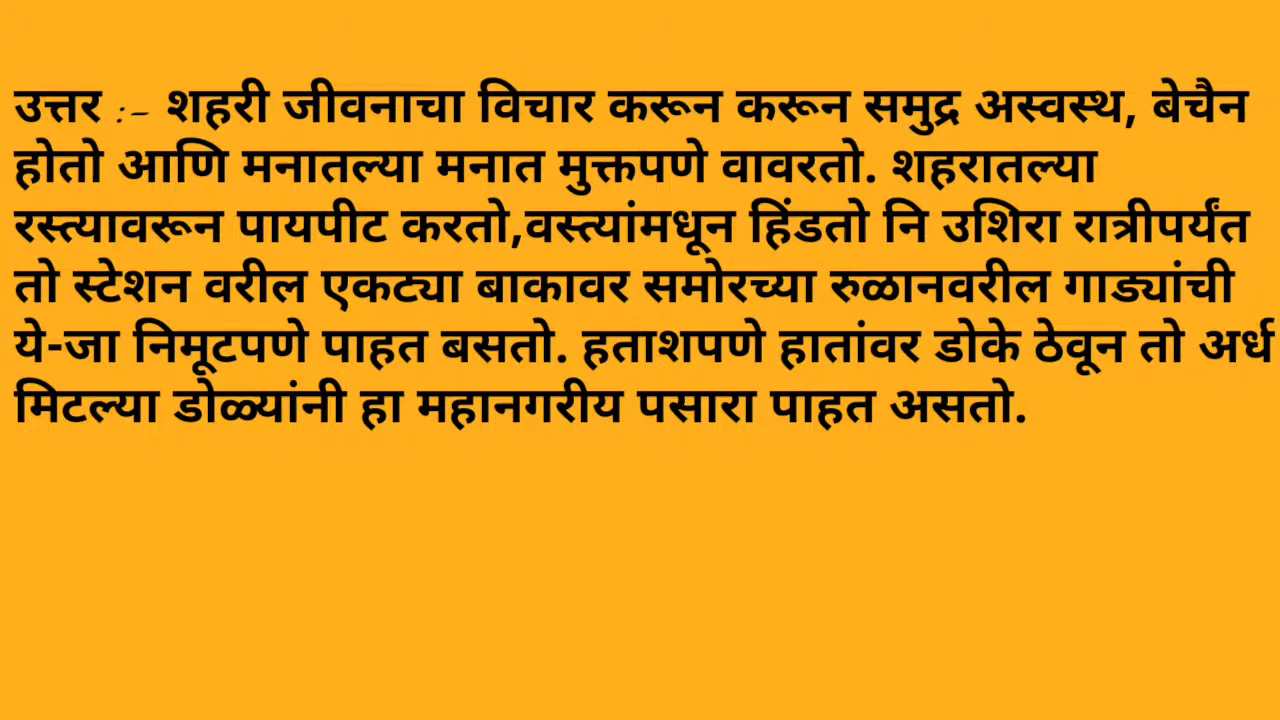 उत्तर :- शहरी जीवनाचा विचार करून करून समुद्र अस्वस्थ, बेचैन
होतो आणि मनातल्या मनात मुक्तपणे वावरतो. शहरातल्या
रस्त्यावरून पायपीट करतो,वस्त्यांमधून हिंडतो नि उशिरा रात्रीपर्यंत
तो स्टेशन वरील एकट्या बाकावर समोरच्या रुळानवरील गाड्यांची
ये-जा निमूटपणे पाहत बसतो. हताशपणे हातांवर डोके ठेवून तो अर्ध
मिटल्या डोळ्यांनी हा महानगरीय पसारा पाहत असतो.